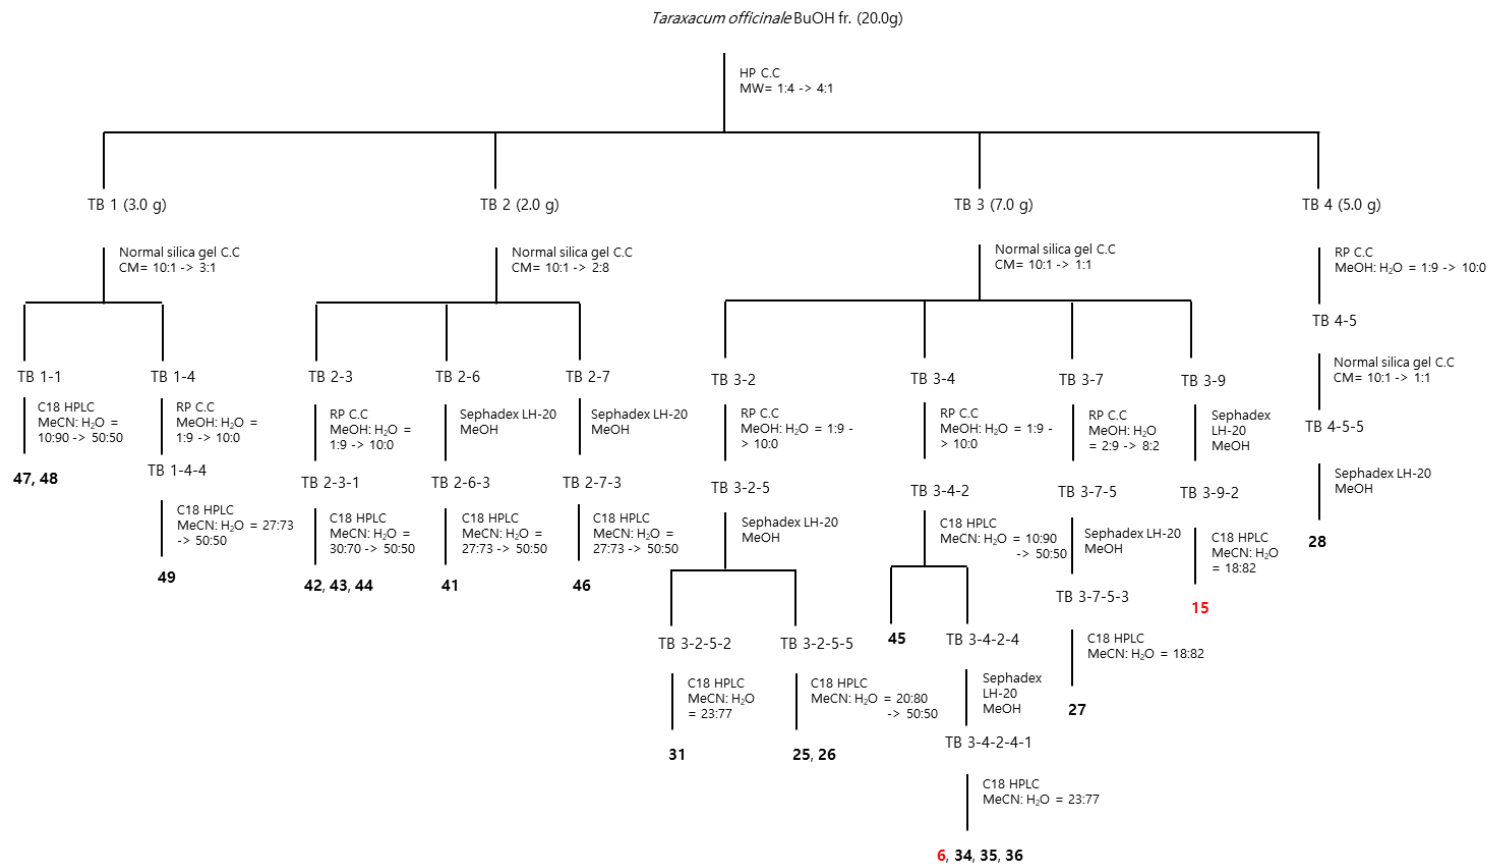 Taraxacum officinale BuOH fr. (20.0g)
HP C.C
MW= 1:4 -> 4:1
TB 1 (3.0 g)
TB 2 (2.0 g)
TB 3 (7.0 g)
TB 4 (5.0 g)
Normal silica gel C.C
CM= 10:1 -> 3:1
Normal silica gel C.C
CM= 10:1 -> 2:8
Normal silica gel C.C
CM= 10:1 -> 1:1
RP C.C
MeOH: H₂O = 1:9 -> 10:0
TB 4-5
Normal silica gel C.C
CM= 10:1 -> 1:1
TB 4-5-5
Sephadex LH-20
MeOH
28
TB 1-1
C18 HPLC
MeCN: H₂O =
10:90 -> 50:50
47, 48
TB 1-4
RP C.C
MeOH: H₂O =
1:9 -> 10:0
TB 1-4-4
C18 HPLC
MeCN: H₂O = 27:73
-> 50:50
49
TB 2-3
RP C.C
MeOH: H₂O =
1:9 -> 10:0
TB 2-3-1
C18 HPLC
MeCN: H₂O =
30:70 -> 50:50
42, 43, 44
TB 2-6
Sephadex LH-20
MeOH
TB 2-6-3
C18 HPLC
MeCN: H₂O =
27:73 -> 50:50
41
TB 2-7
Sephadex LH-20
MeOH
TB 2-7-3
C18 HPLC
MeCN: H₂O =
27:73 -> 50:50
46
TB 3-2
RP C.C
MeOH: H₂O = 1:9 -
> 10:0
TB 3-2-5
Sephadex LH-20
MeOH
TB 3-2-5-2
C18 HPLC
MeCN: H₂O
= 23:77
31
TB 3-2-5-5
C18 HPLC
MeCN: H₂O = 20:80
-> 50:50
25, 26
TB 3-4
RP C.C
MeOH: H₂O = 1:9 -
> 10:0
TB 3-4-2
C18 HPLC
MeCN: H₂O = 10:90
-> 50:50
45
TB 3-4-2-4
Sephadex
LH-20
MeOH
TB 3-4-2-4-1
C18 HPLC
MeCN: H₂O = 23:77
6, 34, 35, 36
TB 3-7
RP C.C
MeOH: H₂O
= 2:9 -> 8:2
TB 3-7-5
Sephadex LH-20
MeOH
TB 3-7-5-3
C18 HPLC
MeCN: H₂O = 18:82
27
TB 3-9
Sephadex
LH-20
MeOH
TB 3-9-2
C18 HPLC
MeCN: H₂O
= 18:82
15